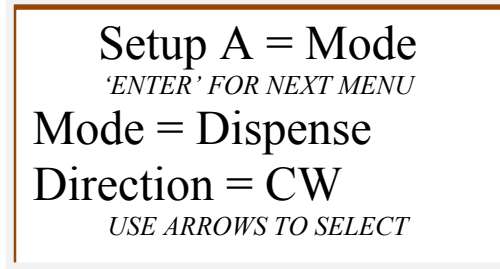 Setup A = Mode
‘ENTER’ FOR NEXT MENU
Mode = Dispense
Direction = CW
USE ARROWS TO SELECT